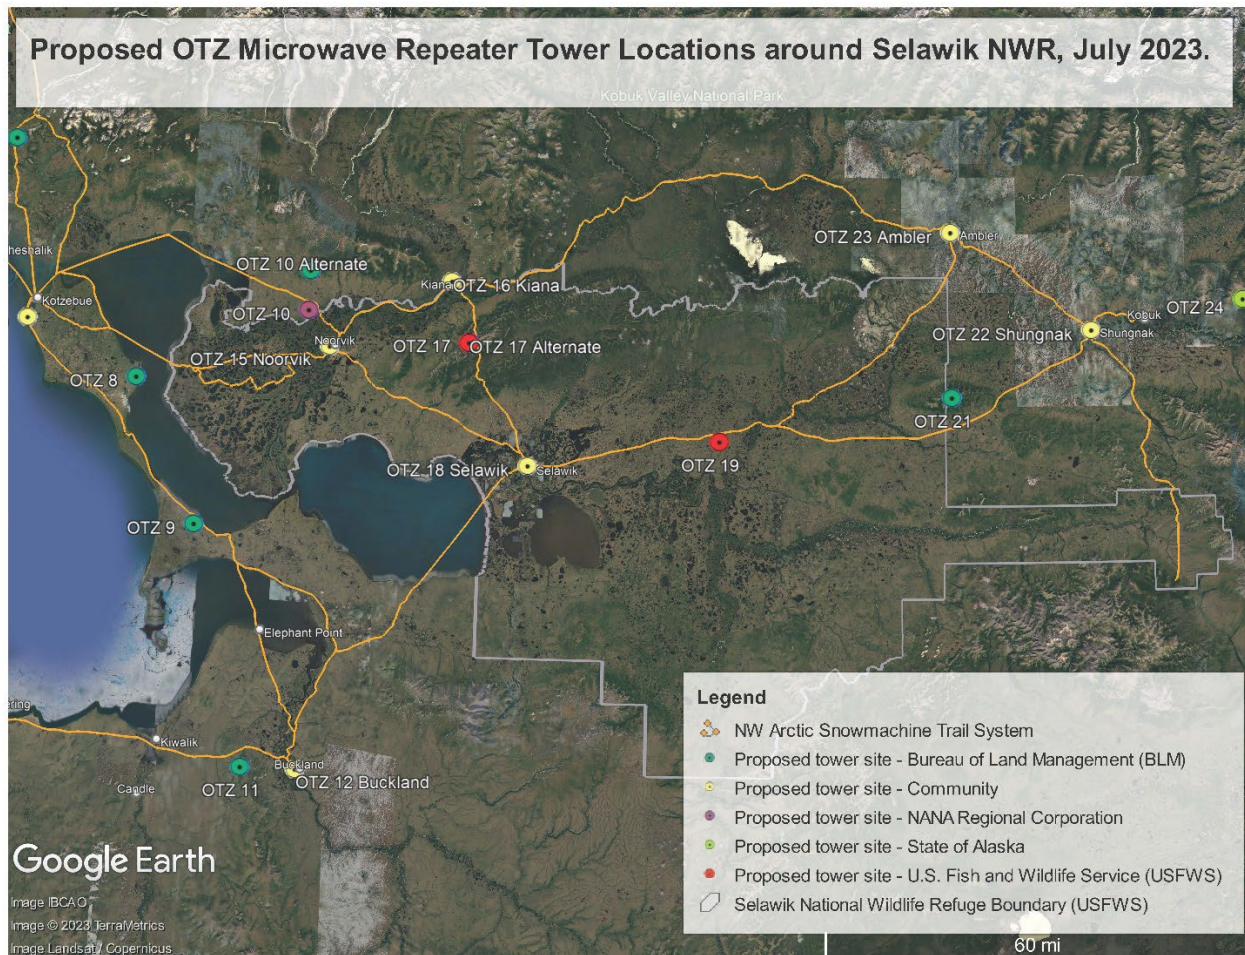 Proposed OTZ Microwave Repeater Tower Locations around Selawik NWR, July 2023.
Kobuk Valley National Park
heshalik
OTZ 23 Ambler
Ambler
OTZ 10 Alternate
Kiana
OTZ 16 Kiana
Kotzebue
OTZ 10
OTZ 24
Kobuk
OTZ 22 Shungnak
Shungnak
Noorvik
OTZ 17
OTZ 17 Alternate
OTZ 15 Noorvik
OTZ 8
OTZ 21
OTZ 19
OTZ 18 Selawik
Selawik
OTZ 9
Elephant Point
ering
Kiwalik
Buckland
OTZ 12 Buckland
OTZ 11
Candle
Legend
NW Arctic Snowmachine Trail System
Proposed tower site - Bureau of Land Management (BLM)
Proposed tower site - Community
Proposed tower site - NANA Regional Corporation
Proposed tower site - State of Alaska
Proposed tower site - U.S. Fish and Wildlife Service (USFWS)
Selawik National Wildlife Refuge Boundary (USFWS)
Google Earth
Image IBCAO
Image © 2023 TerraMetrics
Image Landsat / Copernicus
60 mi